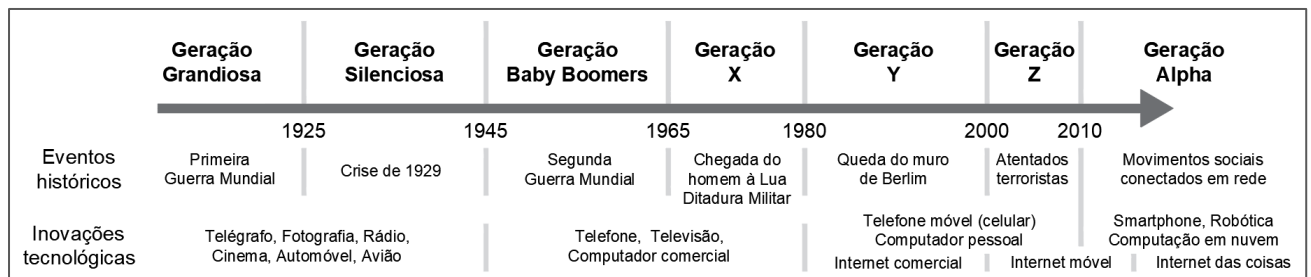 Geração Grandiosa
Geração Silenciosa
Geração Baby Boomers
Geração X
Geração Y
Geração Z
Geração Alpha
1925 1945 1965 1980 2000 2010
Eventos históricos
Primeira Guerra Mundial
Crise de 1929
Segunda Guerra Mundial
Chegada do homem à Lua
Ditadura Militar
Queda do muro de Berlim
Atentados terroristas
Movimentos sociais conectados em rede
Inovações tecnológicas
Telégrafo, Fotografia, Rádio,
Cinema, Automóvel, Avião
Telefone, Televisão,
Computador comercial
Telefone móvel (celular)
Computador pessoal
Internet comercial
Internet móvel
Smartphone, Robótica
Computação em nuvem
Internet das coisas